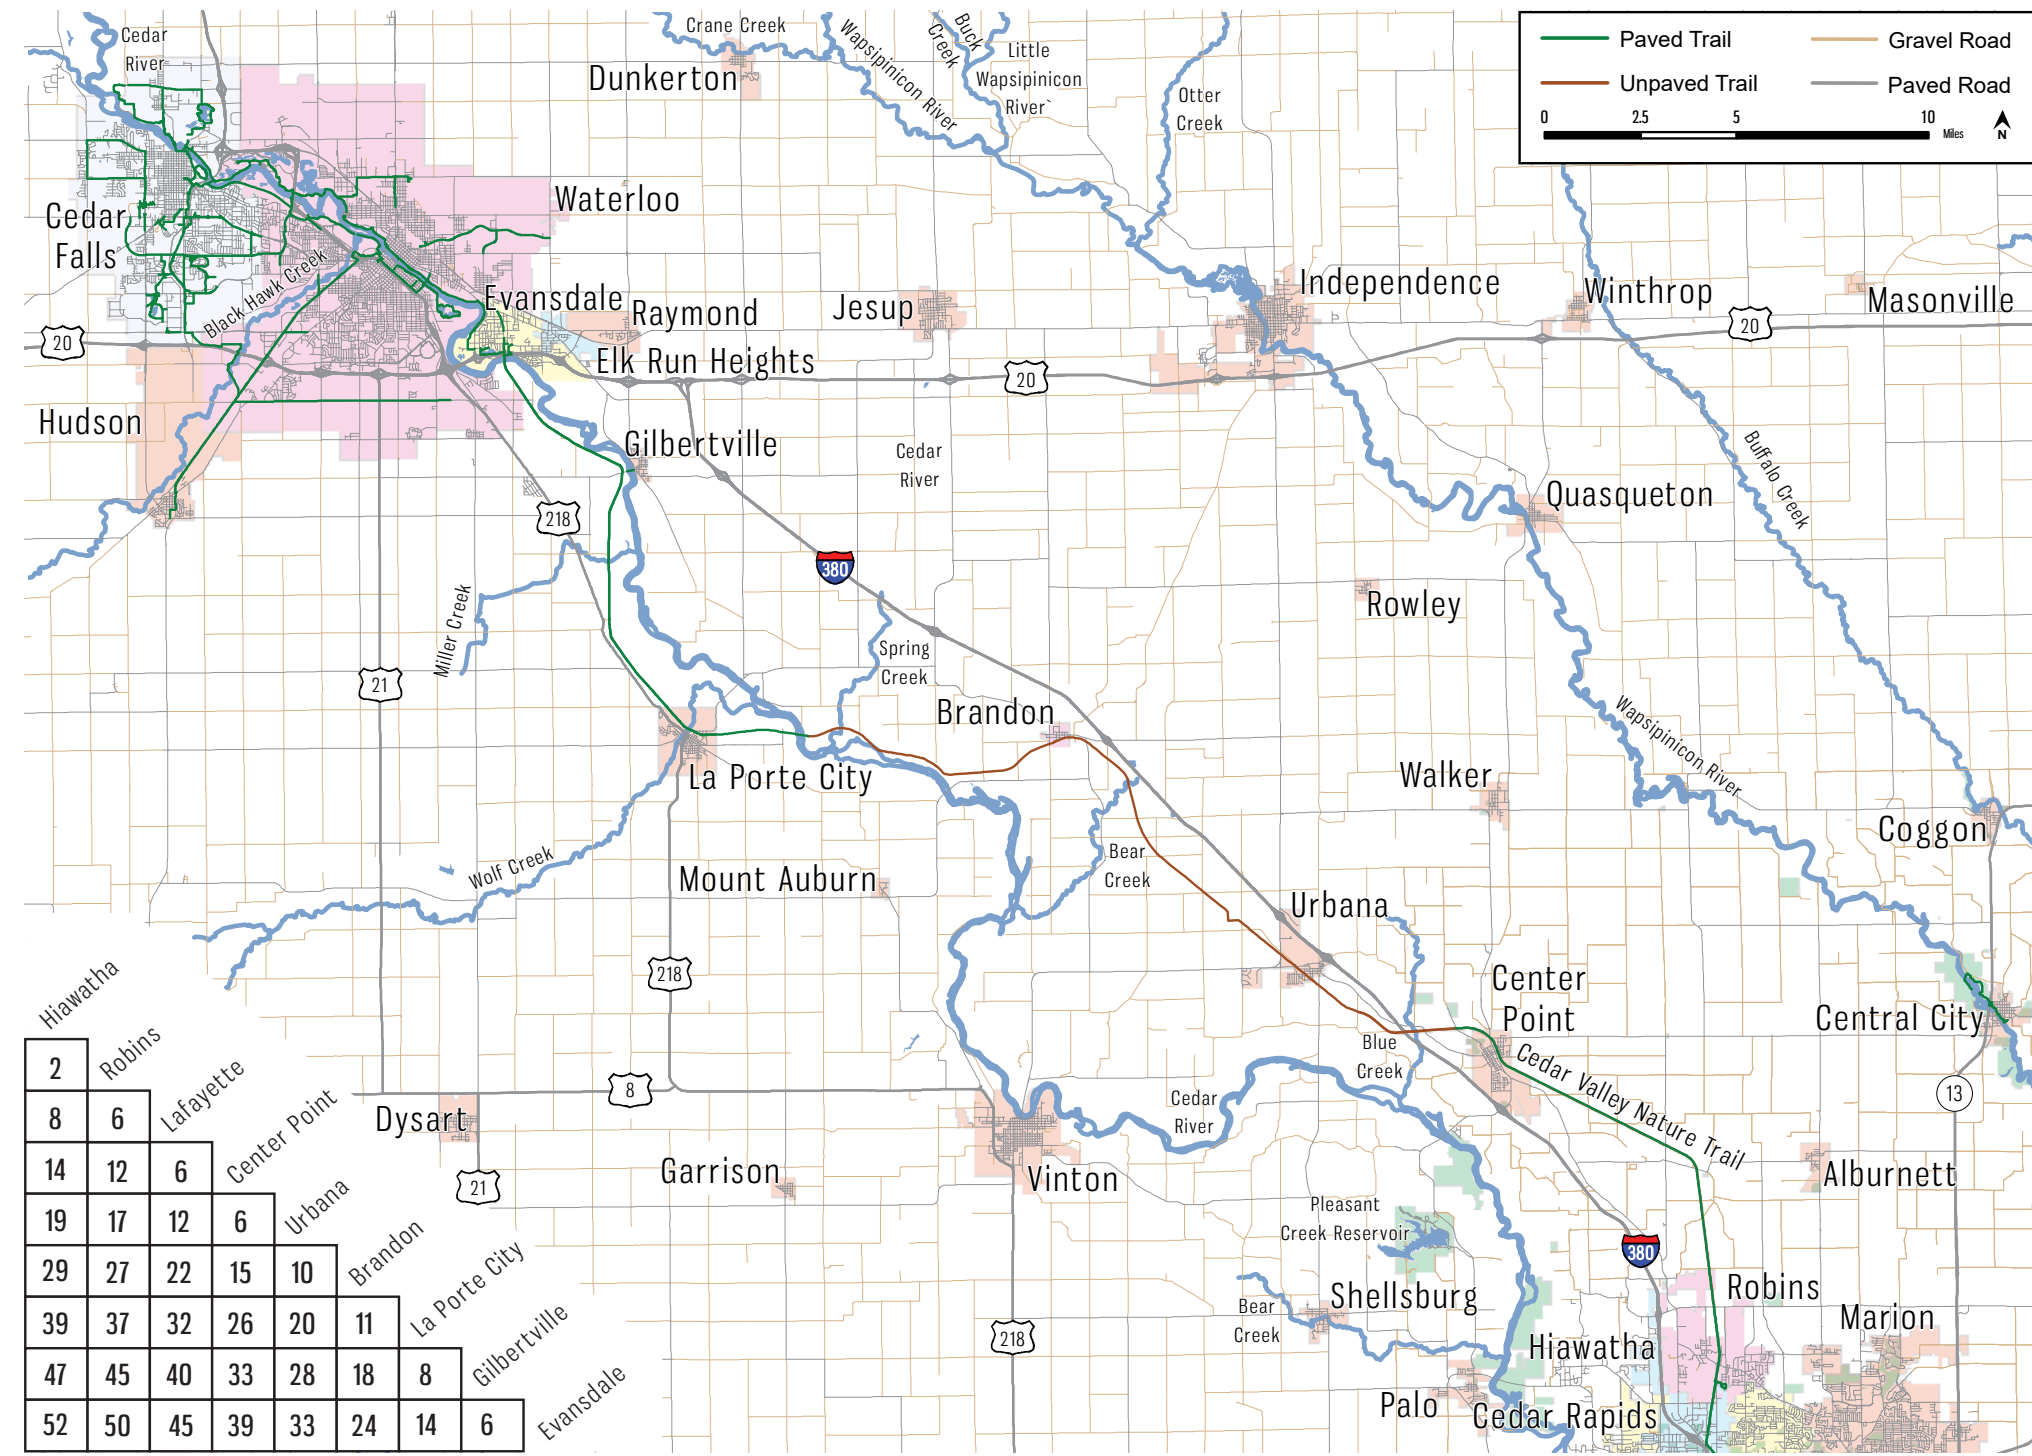 Cedar
River
Crane Creek
Dunkerton
Wapsipinicon River
Buck
Creek
Little
Wapsipinicon
River`
Otter
Creek
Paved Trail
Gravel Road
Unpaved Trail
Paved Road
0
2.5
5
10
Miles
N
Waterloo
Cedar
Falls
Black Hawk Creek
Evansdale
Raymond
Jesup
Independence
Winthrop
Masonville
20
20
20
Elk Run Heights
Hudson
Gilbertville
Cedar
River
Quasqueton
Buffalo Creek
218
380
Rowley
Miller Creek
Spring
Creek
21
Brandon
Wapsipinicon River
Walker
La Porte City
Coggon
Bear
Creek
Wolf Creek
Mount Auburn
Urbana
218
Center
Point
Central City
Blue
Creek
Cedar Valley Nature Trail
13
8
Dysart
Cedar
River
21
Garrison
Vinton
Alburnett
Pleasant
Creek Reservoir
380
Shellsburg
Robins
Bear
Creek
Marion
218
Hiawatha
Palo
Cedar Rapids
Hiawatha
2 Robins
8 6 Lafayette
14 12 6 Center Point
19 17 12 6 Urbana
29 27 22 15 10 Brandon
39 37 32 26 20 11 La Porte City
47 45 40 33 28 18 8 Gilbertville
52 50 45 39 33 24 14 6 Evansdale